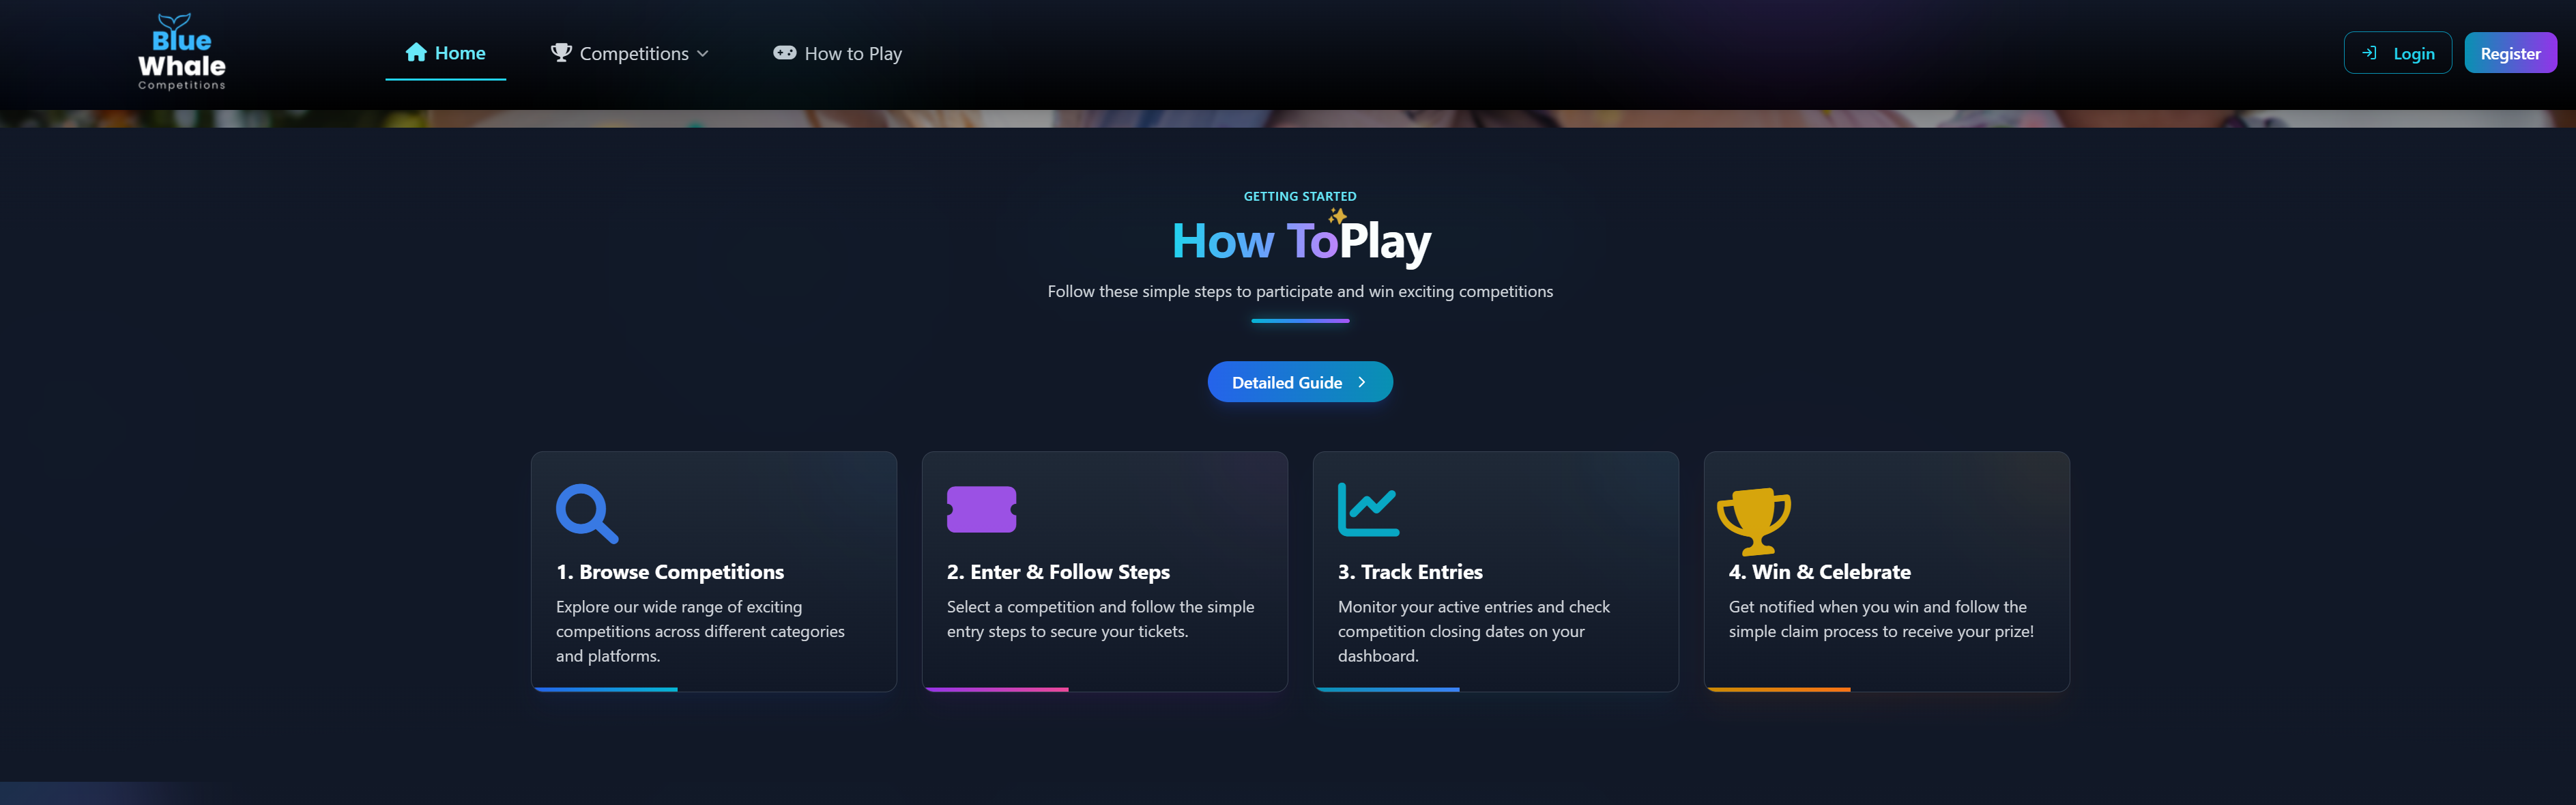 Blue
Whale
Competitions
Home
Competitions
How to Play
Login
Register
GETTING STARTED
How ToPlay
Follow these simple steps to participate and win exciting competitions
Detailed Guide
1. Browse Competitions
Explore our wide range of exciting
competitions across different categories
and platforms.
2. Enter & Follow Steps
Select a competition and follow the simple
entry steps to secure your tickets.
3. Track Entries
Monitor your active entries and check
competition closing dates on your
dashboard.
4. Win & Celebrate
Get notified when you win and follow the
simple claim process to receive your prize!